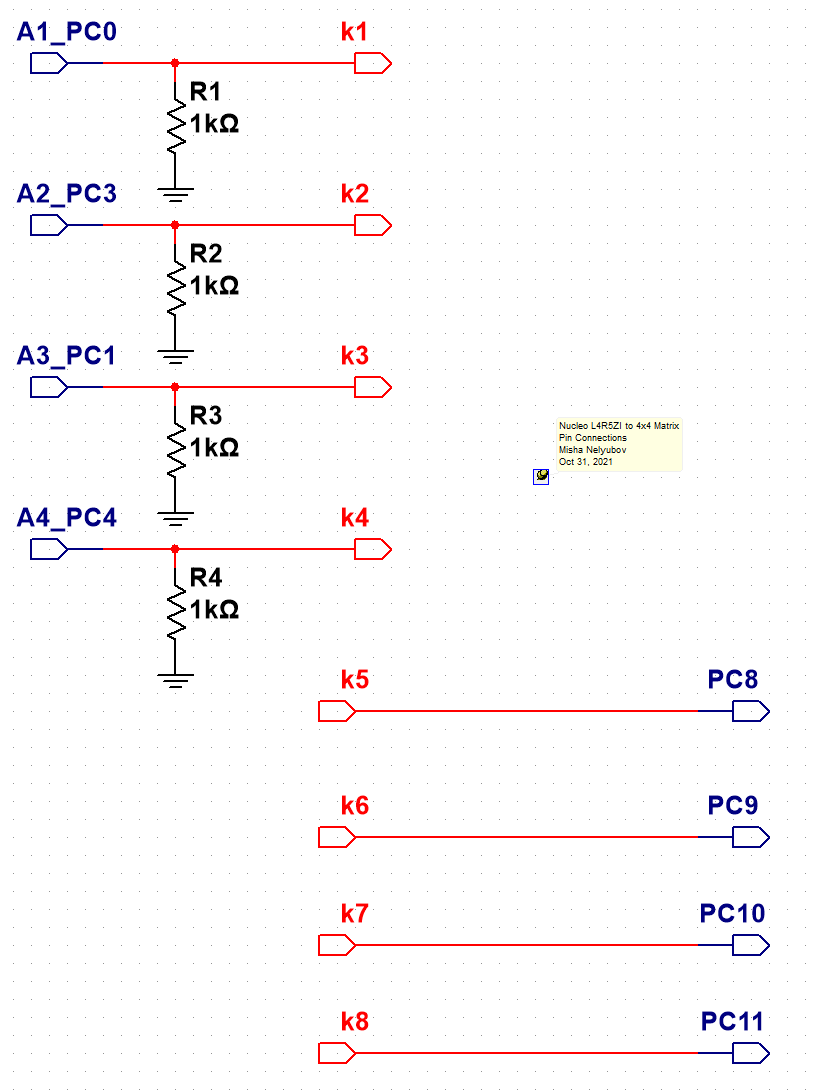 A1_PC0
k1
R1
1kΩ
A2_PC3
k2
R2
1kΩ
A3_PC1
k3
R3
1kΩ
Nucleo L4R5ZI to 4x4 Matrix
Pin Connections
Misha Nelyubov
Oct 31, 2021
A4_PC4
k4
R4
1kΩ
k5
PC8
k6
PC9
k7
PC10
k8
PC11